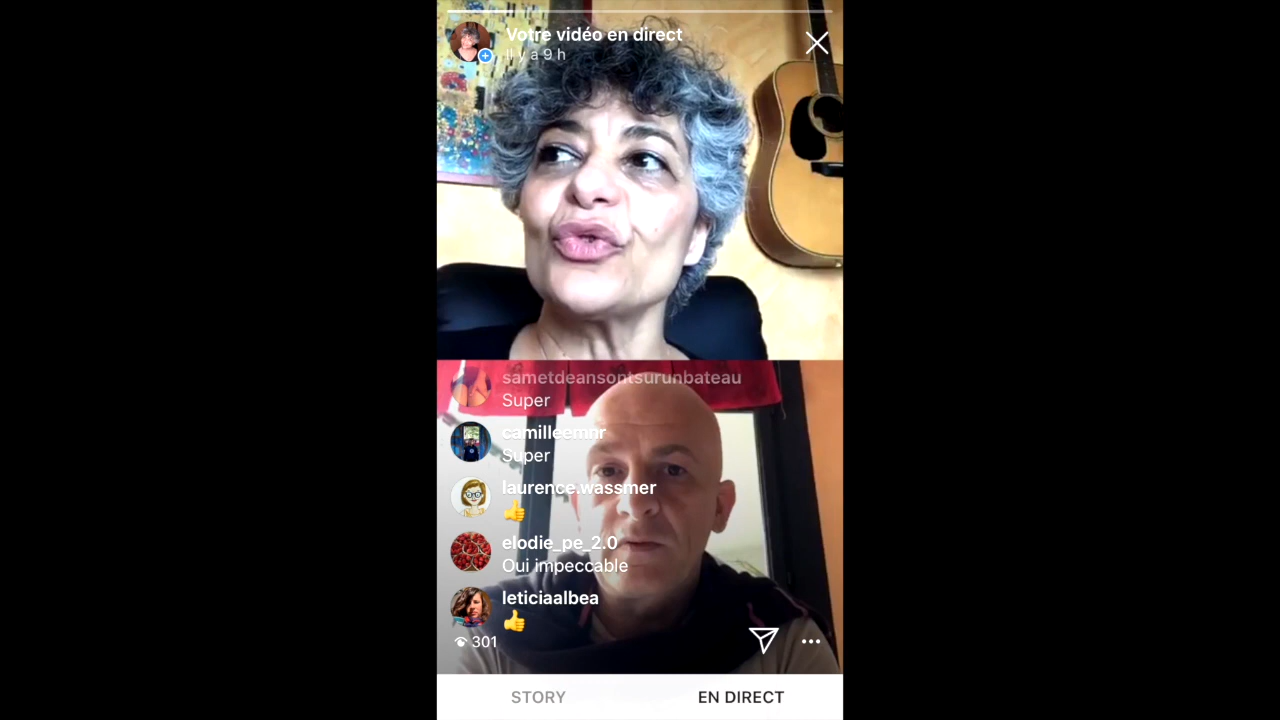 Votre vidéo en direct
Il y a 9 h
sametdeansontsurunbateau
Super
camilleemnr
Super
laurence.wassmer
👍
elodie_pe_2.0
Oui impeccable
leticiaalbea
👍
301
STORY
EN DIRECT